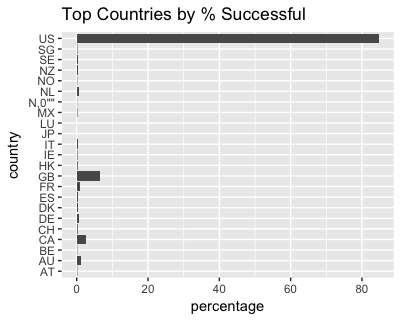 Top Countries by % Successful
US
SG
SE
NZ
NO
NL
N,0""
MX
LU
JP
IT
IE
HK
GB
FR
ES
DK
DE
CH
CA
BE
AU
AT
country
0 20 40 60 80
percentage